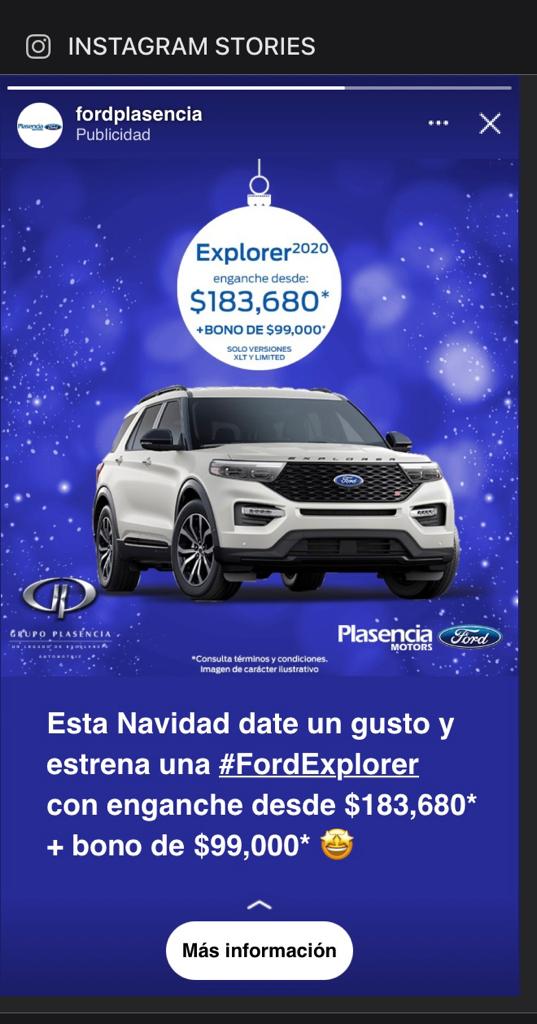 INSTAGRAM STORIES
fordplasencia
Publicidad
Explorer2020
enganche desde:
$183,680*
+BONO DE $99,000*
SOLO VERSIONES
XLT Y LIMITED
EXPLORER
Ford
GRUPO PLASENCIA
AUTOMOTRIZ
Plasencia
MOTORS
Ford
*Consulta términos y condiciones.
Imagen de carácter ilustrativo
Esta Navidad date un gusto y
estrena una #FordExplorer
con enganche desde $183,680*
+ bono de $99,000* 🤩
Más información